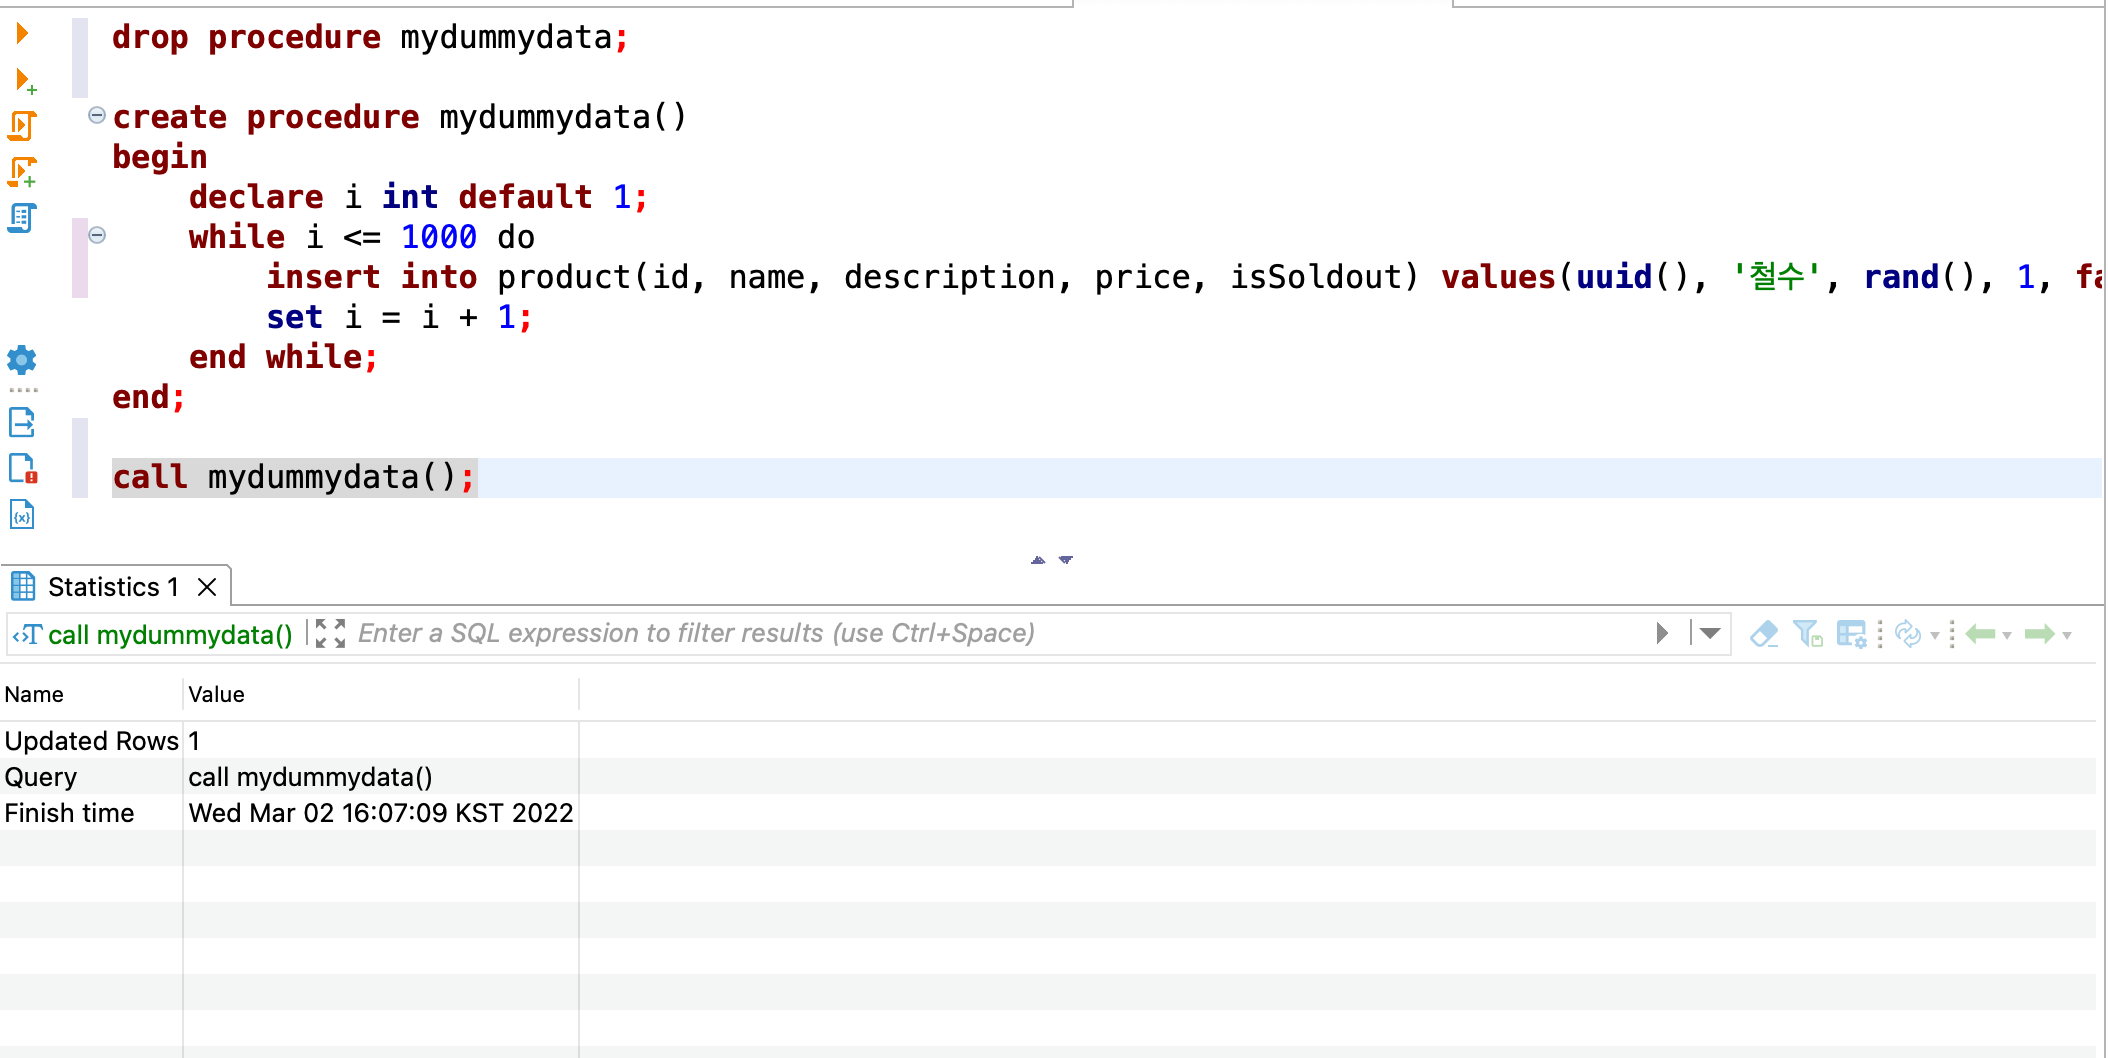 drop procedure mydummydata;
create procedure mydummydata()
begin
declare i int default 1;
while i <= 1000 do
insert into product(id, name, description, price, isSoldout) values(uuid(), '철수', rand(), 1, fa
set i = i + 1;
end while;
end;
call mydummydata();
Statistics 1
call mydummydata() Enter a SQL expression to filter results (use Ctrl+Space)
Name Value
Updated Rows 1
Query call mydummydata()
Finish time Wed Mar 02 16:07:09 KST 2022